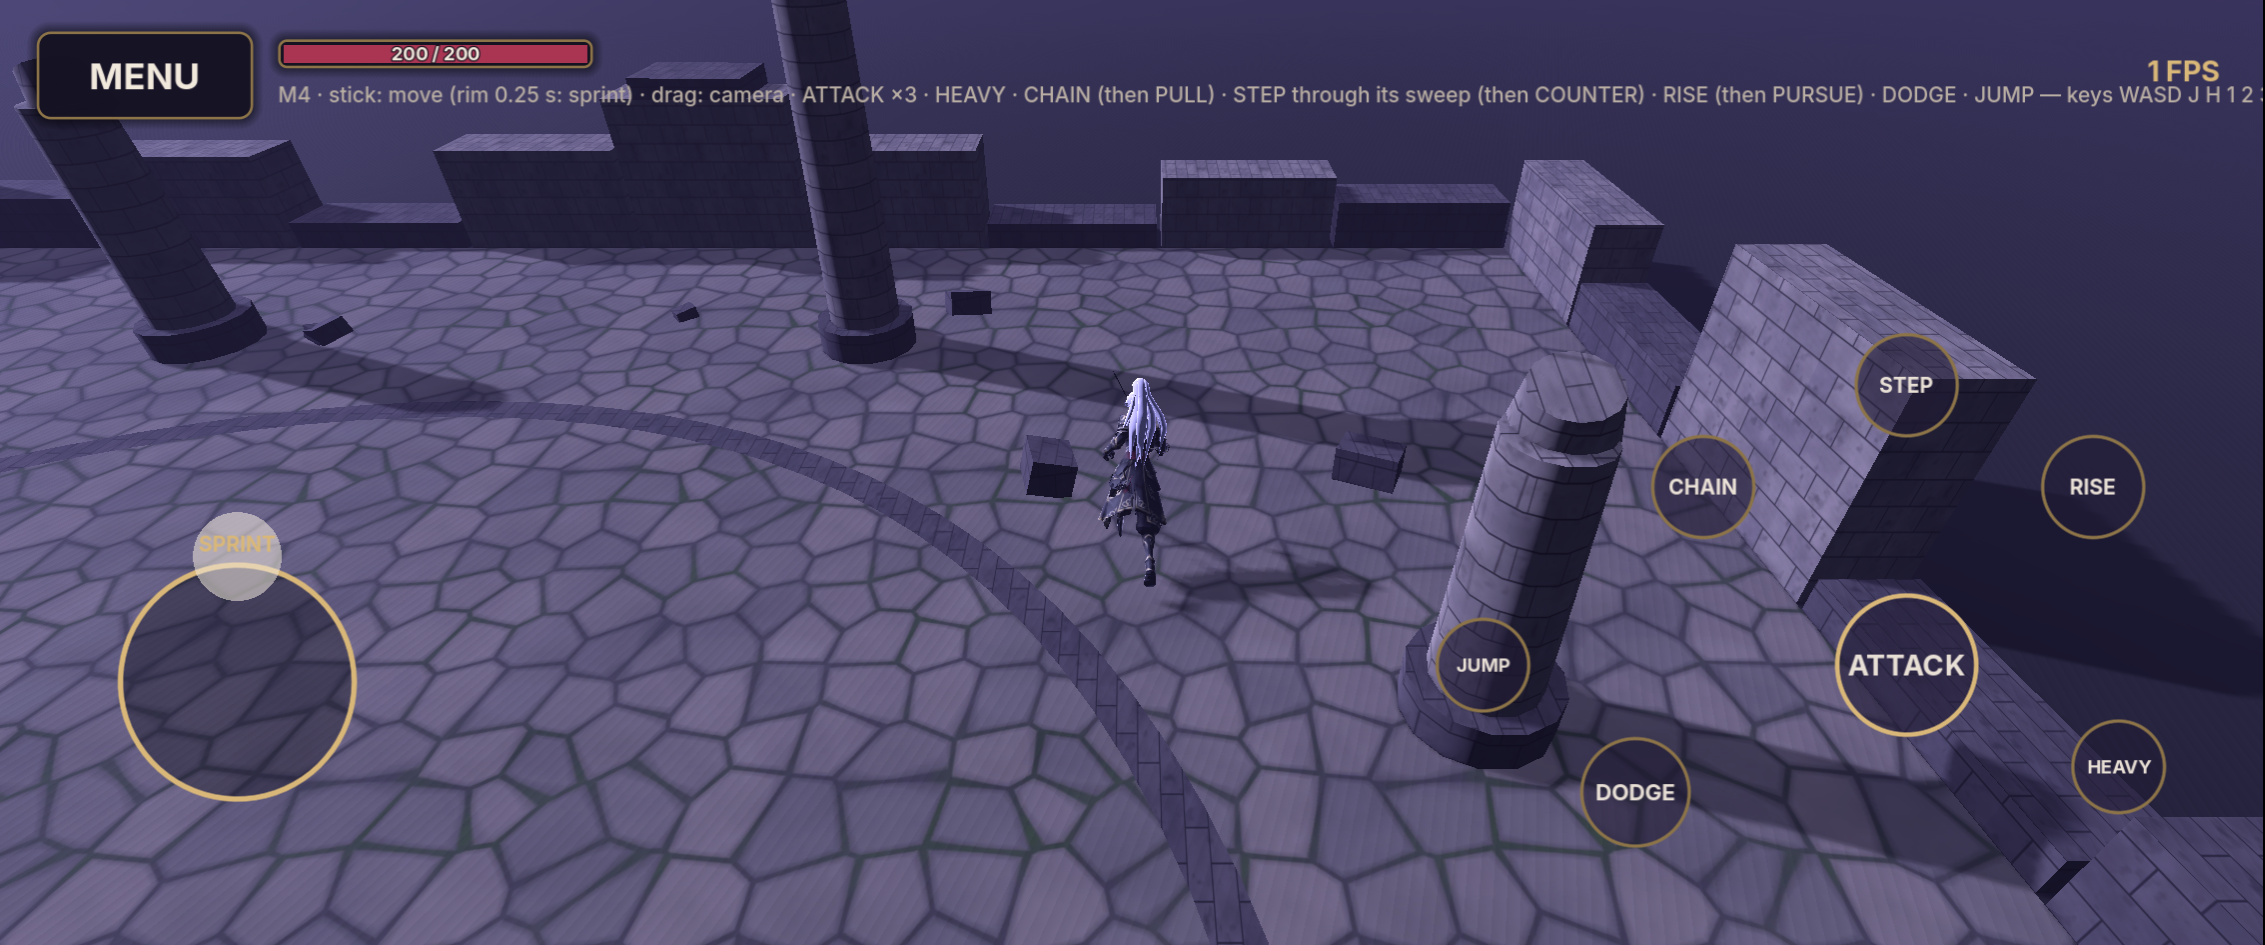 MENU
200 / 200
1 FPS
M4 · stick: move (rim 0.25 s: sprint) · drag: camera · ATTACK ×3 · HEAVY · CHAIN (then PULL) · STEP through its sweep (then COUNTER) · RISE (then PURSUE) · DODGE · JUMP — keys WASD J H 1 2
STEP
CHAIN
RISE
SPRINT
JUMP
ATTACK
HEAVY
DODGE